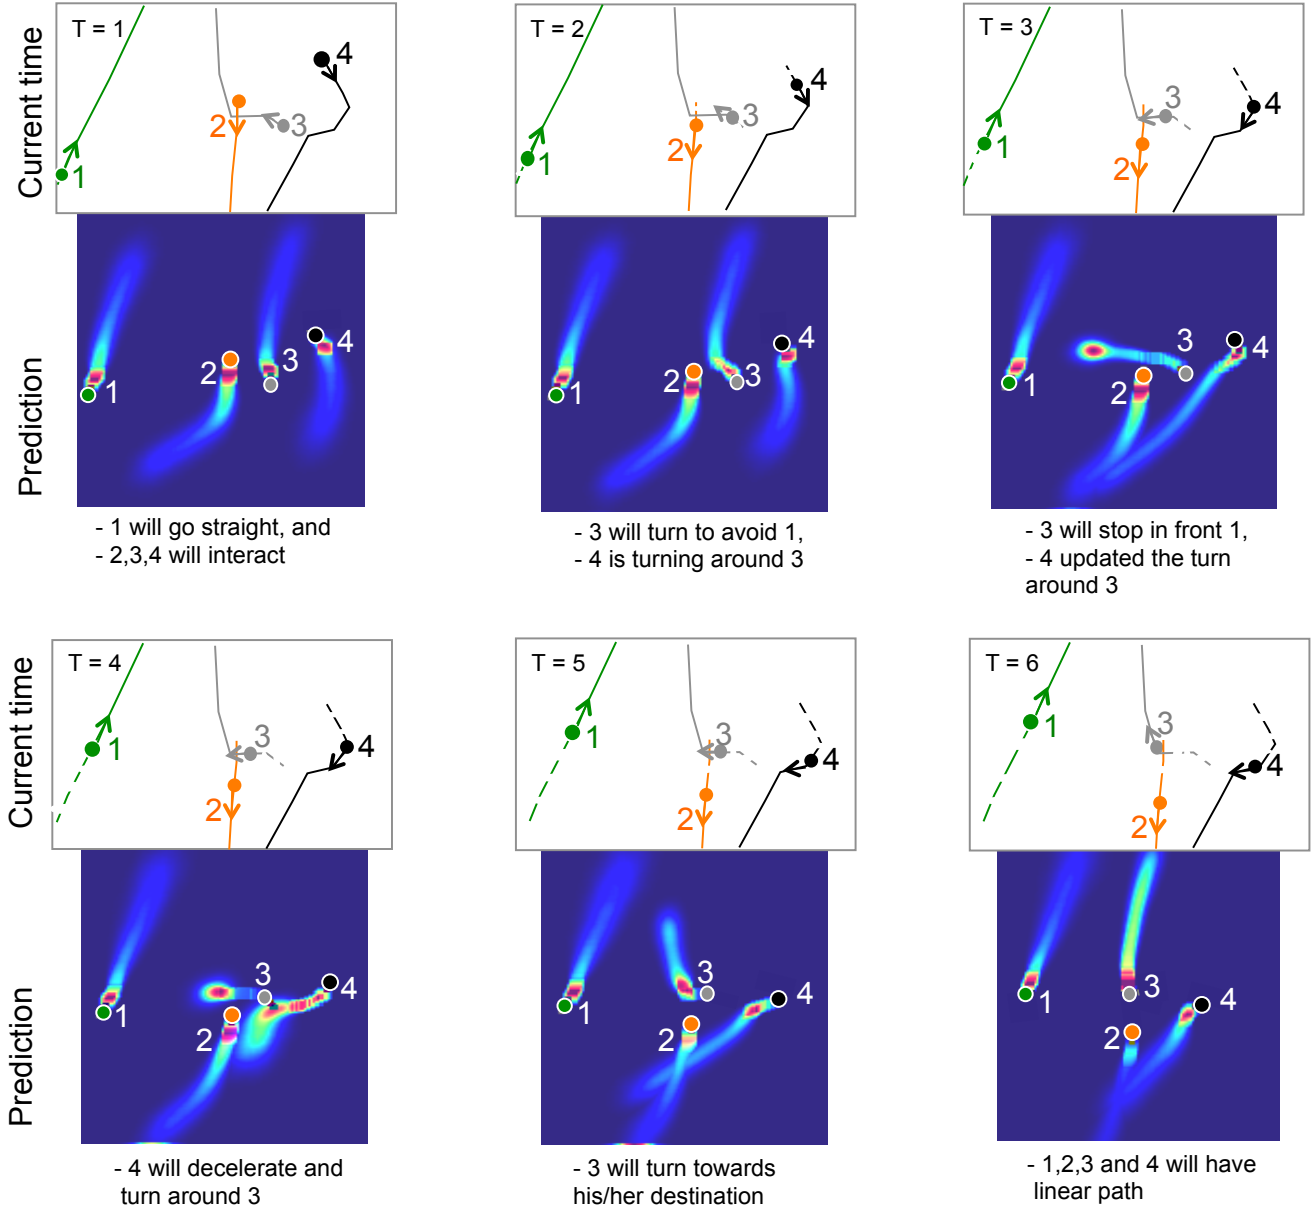 Current time
T = 1
1
2
3
4
T = 2
1
2
3
4
T = 3
1
2
3
4
Prediction
1
2
3
4
1
2
3
4
1
2
3
4
- 1 will go straight, and
- 2,3,4 will interact
- 3 will turn to avoid 1,
- 4 is turning around 3
- 3 will stop in front 1,
- 4 updated the turn
around 3
Current time
T = 4
1
2
3
4
T = 5
1
2
3
4
T = 6
1
2
3
4
Prediction
1
2
3
4
1
2
3
4
1
2
3
4
- 4 will decelerate and
turn around 3
- 3 will turn towards
his/her destination
- 1,2,3 and 4 will have
linear path